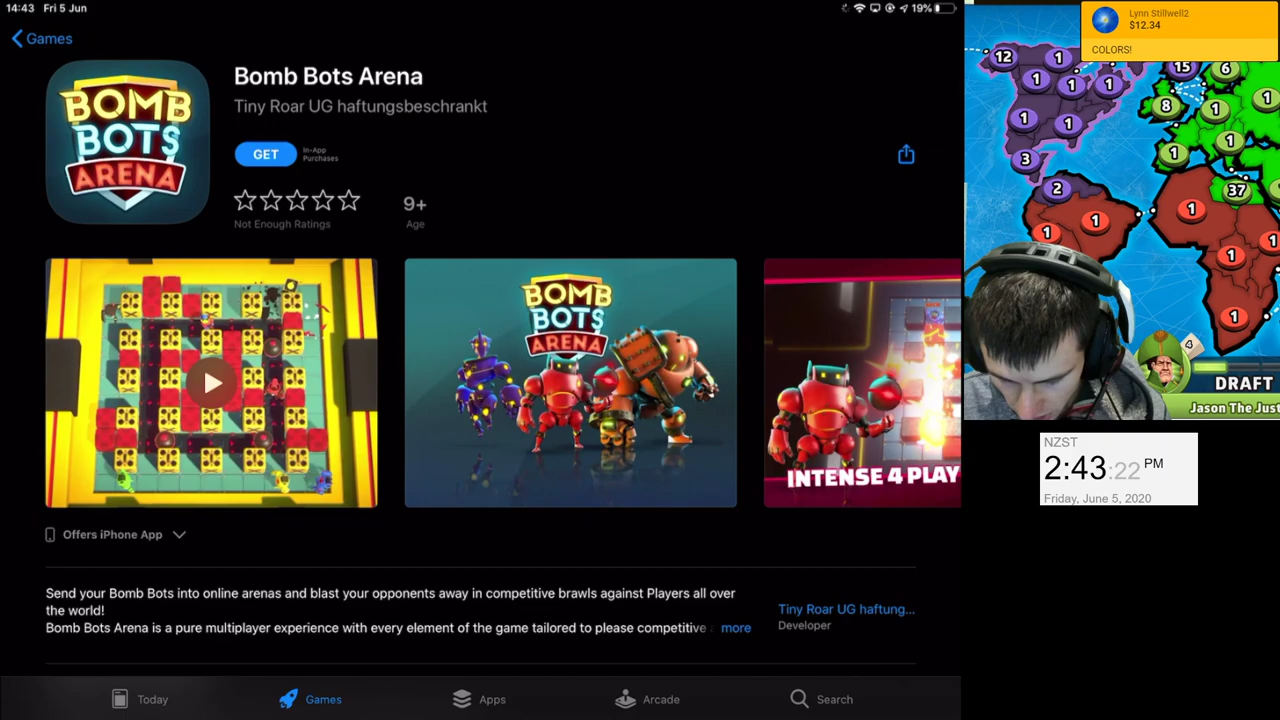 14:43 Fri 5 Jun
19%
Games
BOMB
BOTS
ARENA
Bomb Bots Arena
Tiny Roar UG haftungsbeschrankt
GET
In-App
Purchases
Not Enough Ratings
9+
Age
BOMB
BOTS
ARENA
INTENSE 4 PLAY
Offers iPhone App
Send your Bomb Bots into online arenas and blast your opponents away in competitive brawls against Players all over
the world!
Bomb Bots Arena is a pure multiplayer experience with every element of the game tailored to please competitive
more
Tiny Roar UG haftung...
Developer
Today
Games
Apps
Arcade
Search
Lynn Stillwell2
$12.34
COLORS!
12
1
15
6
1
1
1
1
8
1
1
1
1
1
1
3
2
37
1
1
1
1
1
1
4
DRAFT
Jason The Just
NZST
2:43:22 PM
Friday, June 5, 2020